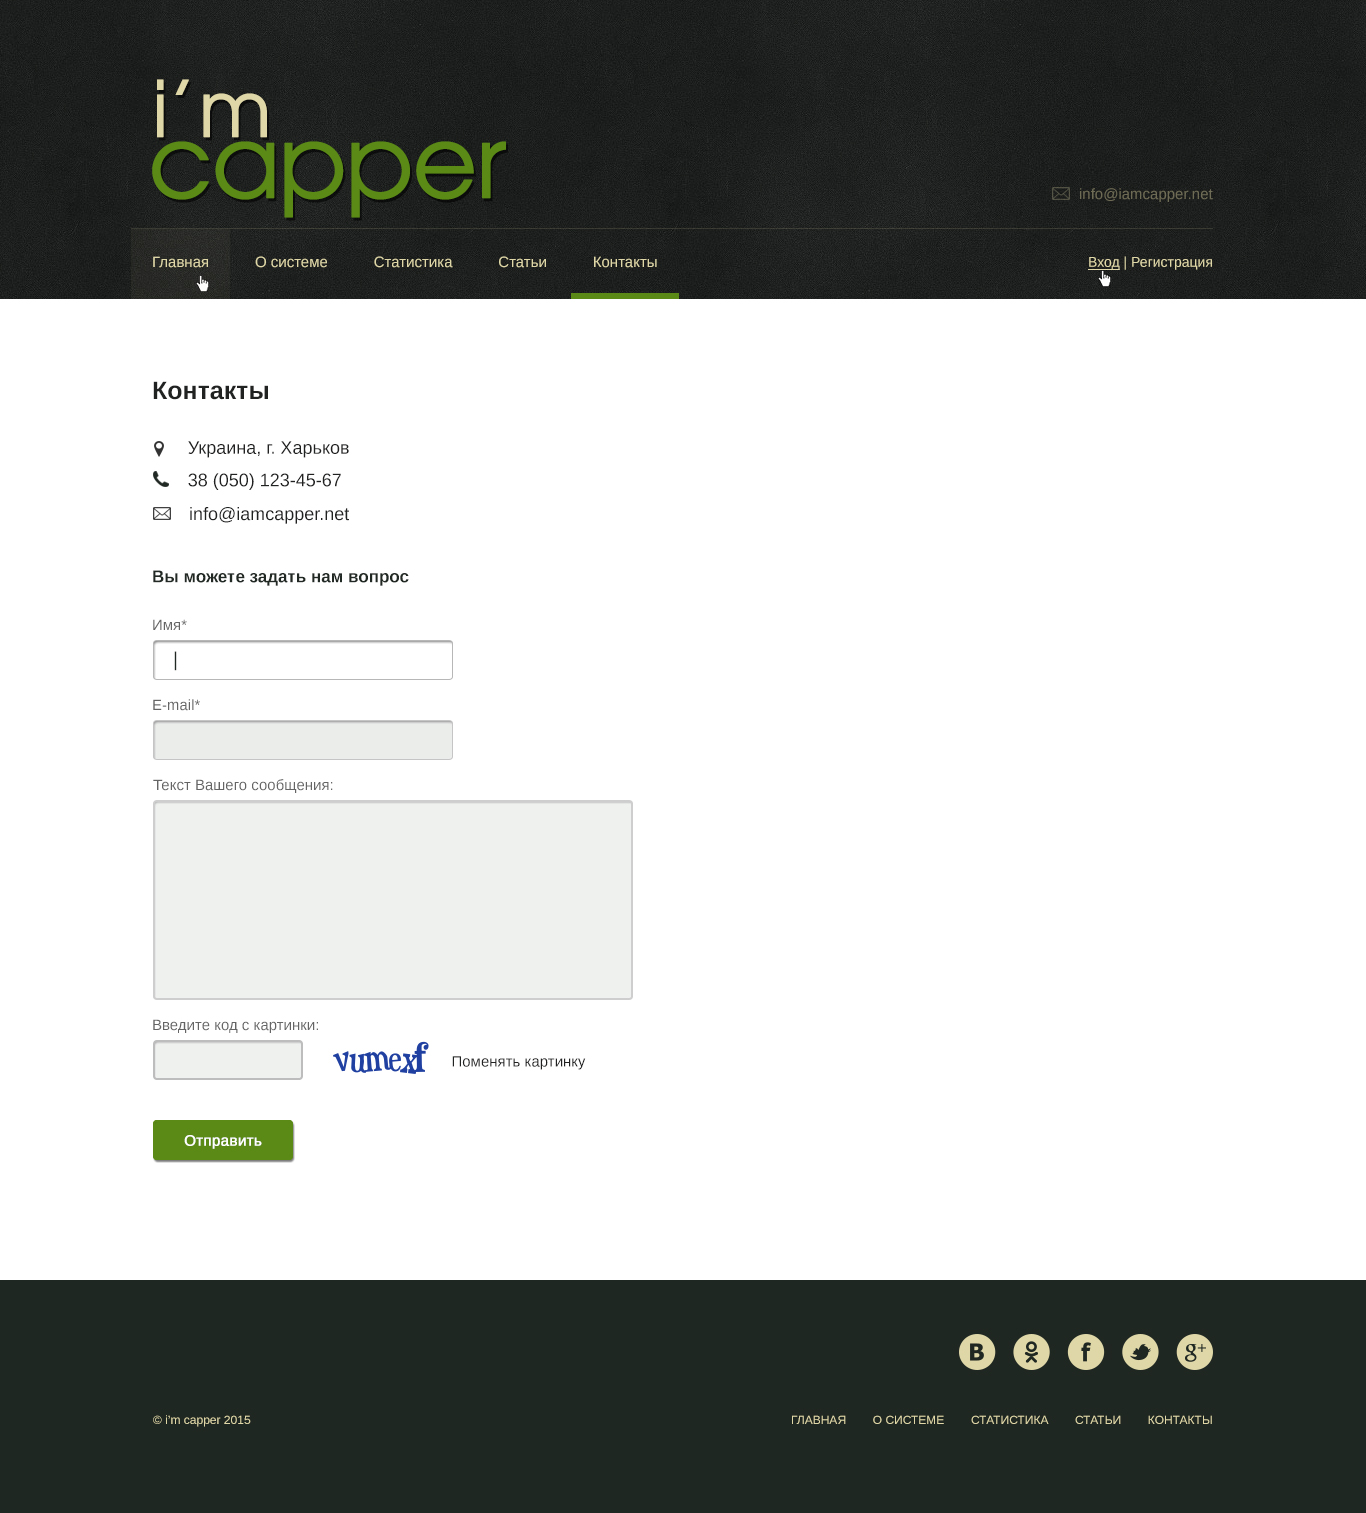 i'm
capper
info@iamcapper.net
Главная О системе Статистика Статьи Контакты Вход | Регистрация
Контакты
Украина, г. Харьков
38 (050) 123-45-67
info@iamcapper.net
Вы можете задать нам вопрос
Имя*
E-mail*
Текст Вашего сообщения:
Введите код с картинки:
vumexf Поменять картинку
Отправить
B f g+
© i'm capper 2015 ГЛАВНАЯ О СИСТЕМЕ СТАТИСТИКА СТАТЬИ КОНТАКТЫ